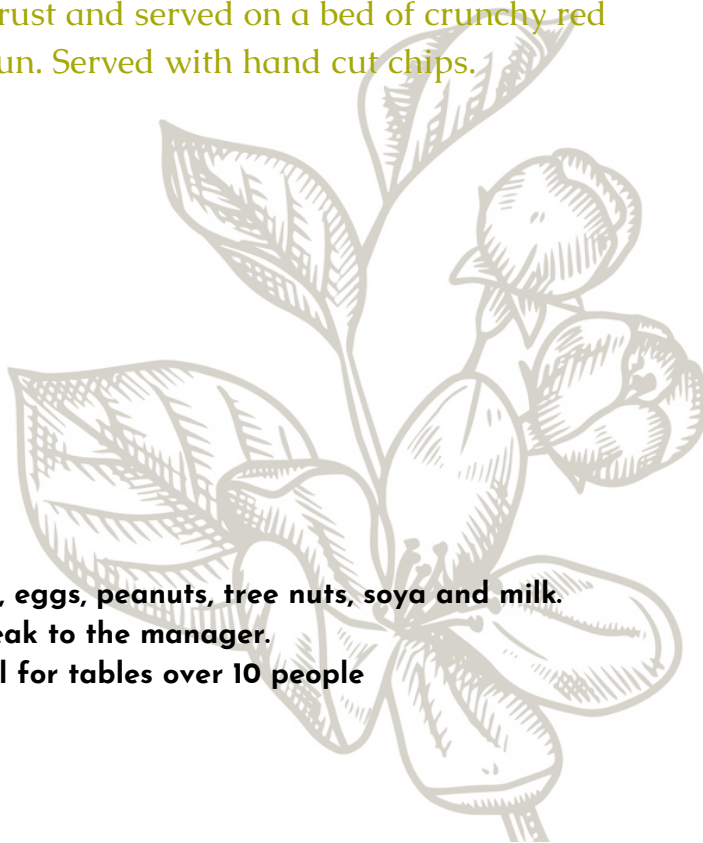 rust and served on a bed of crunchy red
un. Served with hand cut chips.
, eggs, peanuts, tree nuts, soya and milk.
eak to the manager.
l for tables over 10 people